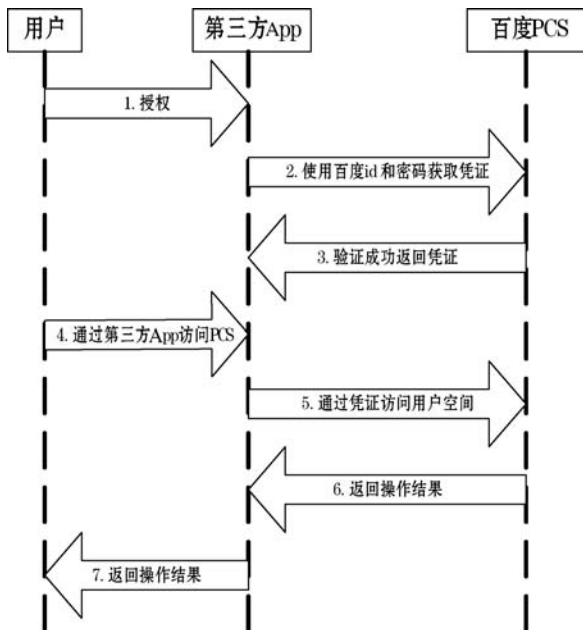 用户
第三方App
百度PCS
1. 授权
2. 使用百度id和密码获取凭证
3. 验证成功返回凭证
4. 通过第三方App访问PCS
5. 通过凭证访问用户空间
6. 返回操作结果
7. 返回操作结果